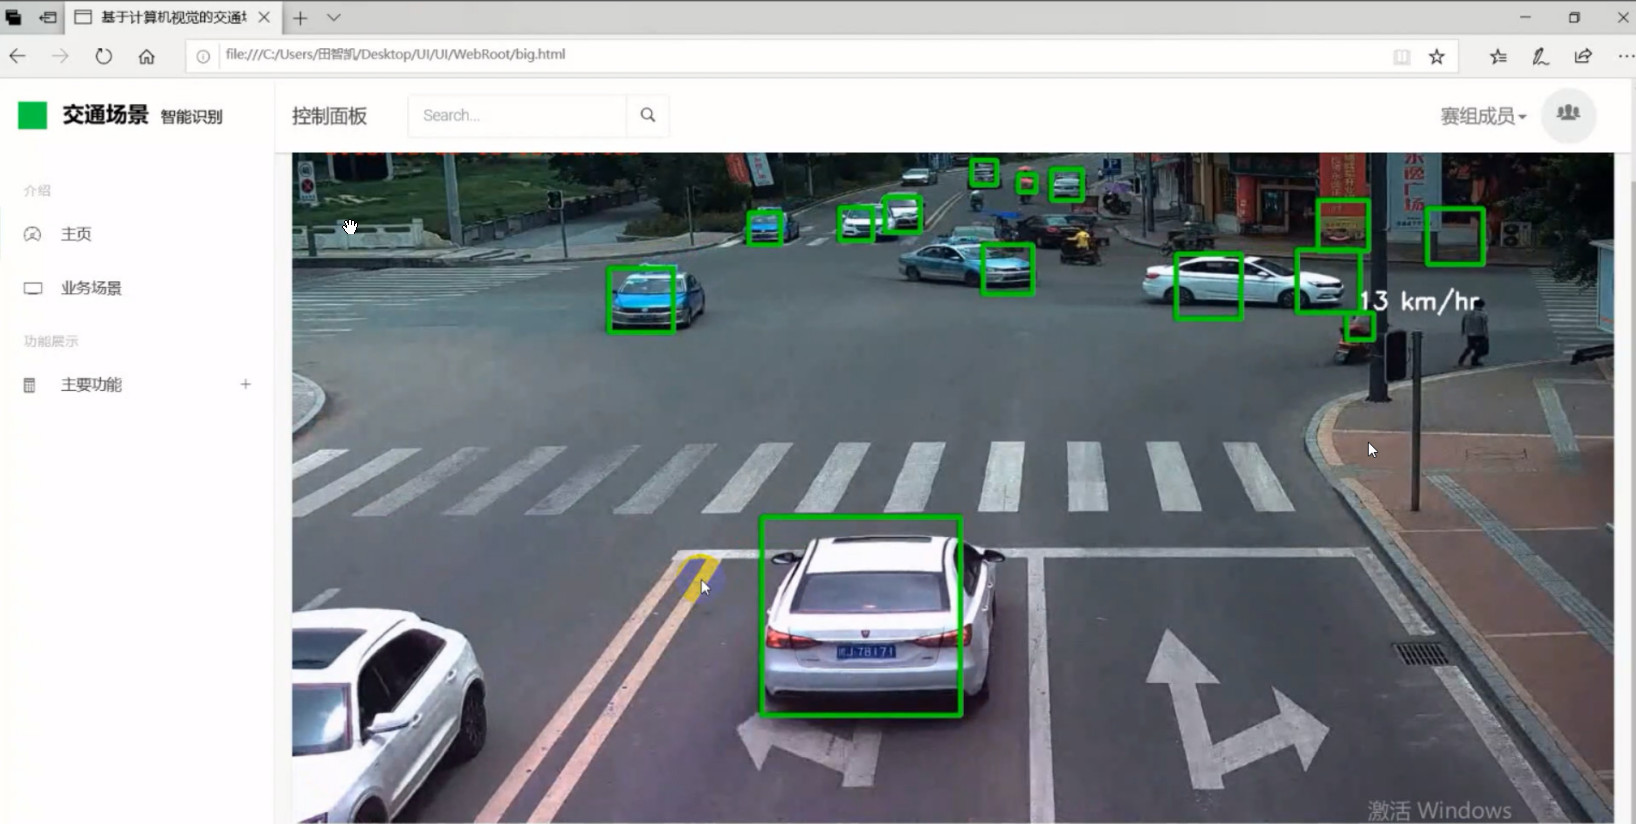 基于计算机视觉的交通
file:///C:/Users/田智凯/Desktop/UI/UI/WebRoot/big.html
交通场景 智能识别
控制面板
Search...
赛组成员
介绍
主页
业务场景
功能展示
主要功能
+
13 km/hr
广场
J·78171
激活 Windows